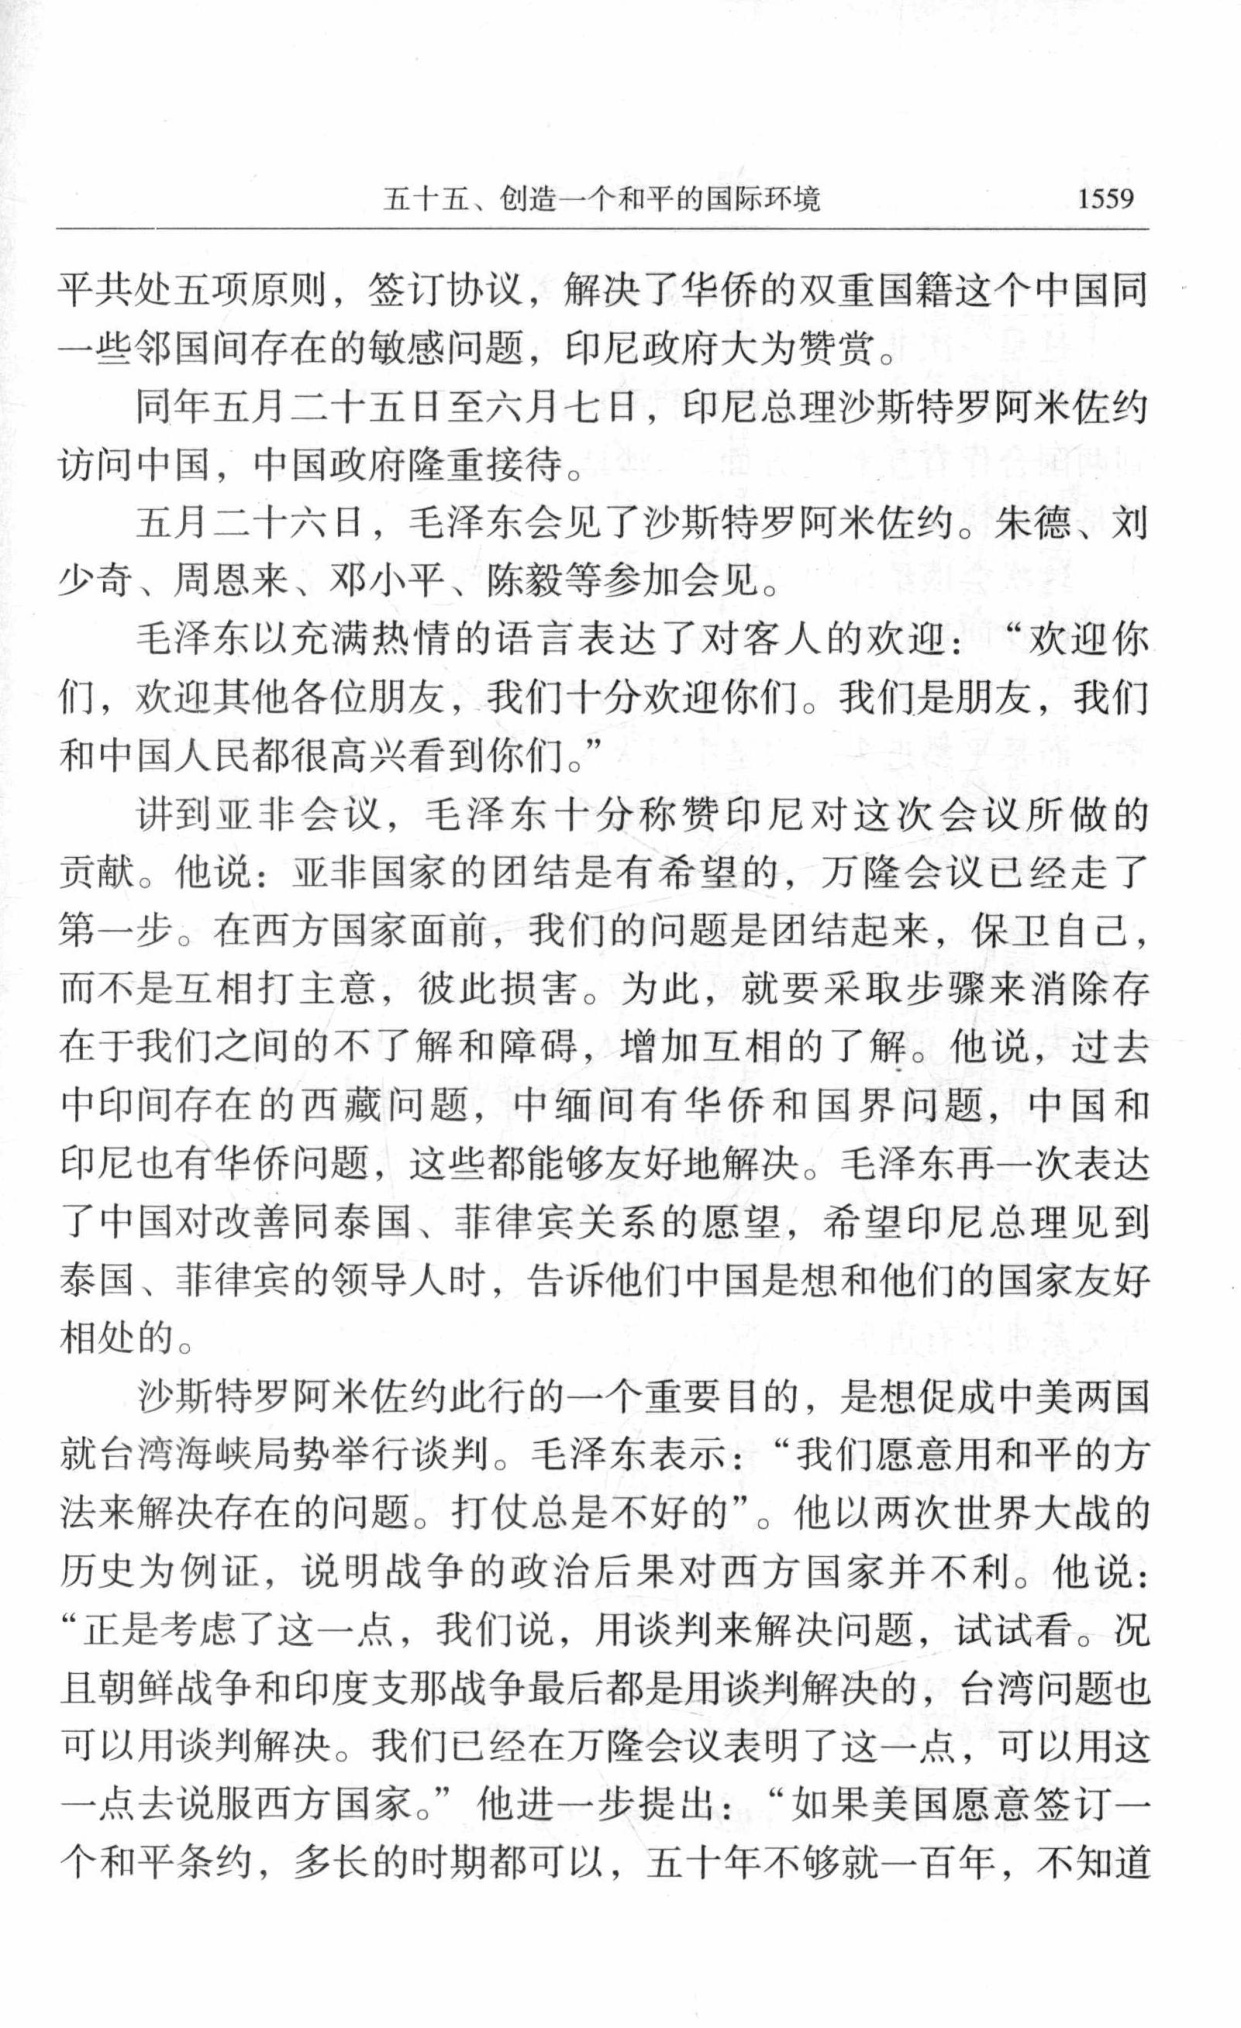 五十五、创造一个和平的国际环境 1559
平共处五项原则，签订协议，解决了华侨的双重国籍这个中国同
一些邻国间存在的敏感问题，印尼政府大为赞赏。
同年五月二十五日至六月七日，印尼总理沙斯特罗阿米佐约
访问中国，中国政府隆重接待。
五月二十六日，毛泽东会见了沙斯特罗阿米佐约。朱德、刘
少奇、周恩来、邓小平、陈毅等参加会见。
毛泽东以充满热情的语言表达了对客人的欢迎：“欢迎你
们，欢迎其他各位朋友，我们十分欢迎你们。我们是朋友，我们
和中国人民都很高兴看到你们。”
讲到亚非会议，毛泽东十分称赞印尼对这次会议所做的
贡献。他说：亚非国家的团结是有希望的，万隆会议已经走了
第一步。在西方国家面前，我们的问题是团结起来，保卫自己，
而不是互相打主意，彼此损害。为此，就要采取步骤来消除存
在于我们之间的不了解和障碍，增加互相的了解。他说，过去
中印间存在的西藏问题，中缅间有华侨和国界问题，中国和
印尼也有华侨问题，这些都能够友好地解决。毛泽东再一次表达
了中国对改善同泰国、菲律宾关系的愿望，希望印尼总理见到
泰国、菲律宾的领导人时，告诉他们中国是想和他们的国家友好
相处的。
沙斯特罗阿米佐约此行的一个重要目的，是想促成中美两国
就台湾海峡局势举行谈判。毛泽东表示：“我们愿意用和平的方
法来解决存在的问题。打仗总是不好的”。他以两次世界大战的
历史为例证，说明战争的政治后果对西方国家并不利。他说：
“正是考虑了这一点，我们说，用谈判来解决问题，试试看。况
且朝鲜战争和印度支那战争最后都是用谈判解决的，台湾问题也
可以用谈判解决。我们已经在万隆会议表明了这一点，可以用这
一点去说服西方国家。”他进一步提出：“如果美国愿意签订一
个和平条约，多长的时期都可以，五十年不够就一百年，不知道